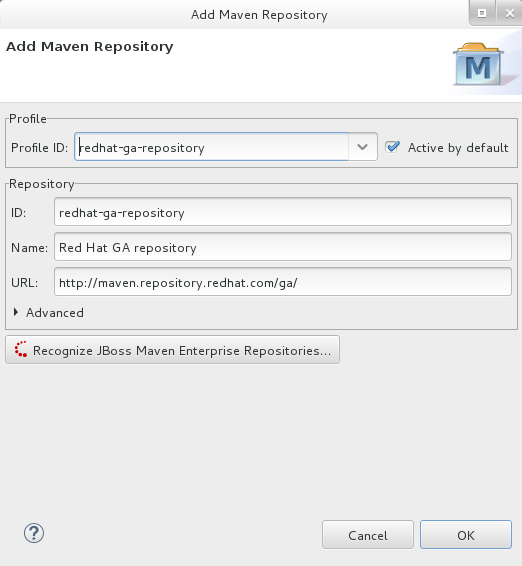 Add Maven Repository
Add Maven Repository
M
Profile
Profile ID: redhat-ga-repository Active by default
Repository
ID: redhat-ga-repository
Name: Red Hat GA repository
URL: http://maven.repository.redhat.com/ga/
Advanced
Recognize JBoss Maven Enterprise Repositories...
? Cancel OK